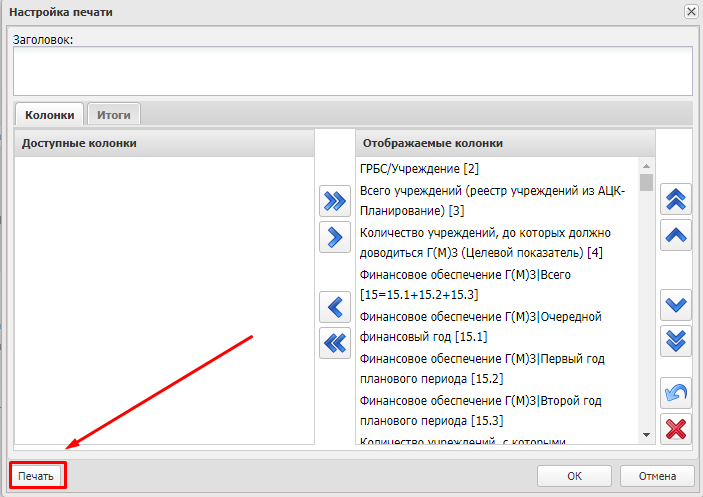 Настройка печати
Заголовок:
Колонки
Итоги
Доступные колонки
Отображаемые колонки
ГРБС/Учреждение [2]
Всего учреждений (реестр учреждений из АЦК-
Планирование) [3]
Количество учреждений, до которых должно
доводиться Г(М)З (Целевой показатель) [4]
Финансовое обеспечение Г(М)З|Всего
[15=15.1+15.2+15.3]
Финансовое обеспечение Г(М)З|Очередной
финансовый год [15.1]
Финансовое обеспечение Г(М)З|Первый год
планового периода [15.2]
Финансовое обеспечение Г(М)З|Второй год
планового периода [15.3]
Количество учреждений, с которыми
Печать
ОК
Отмена